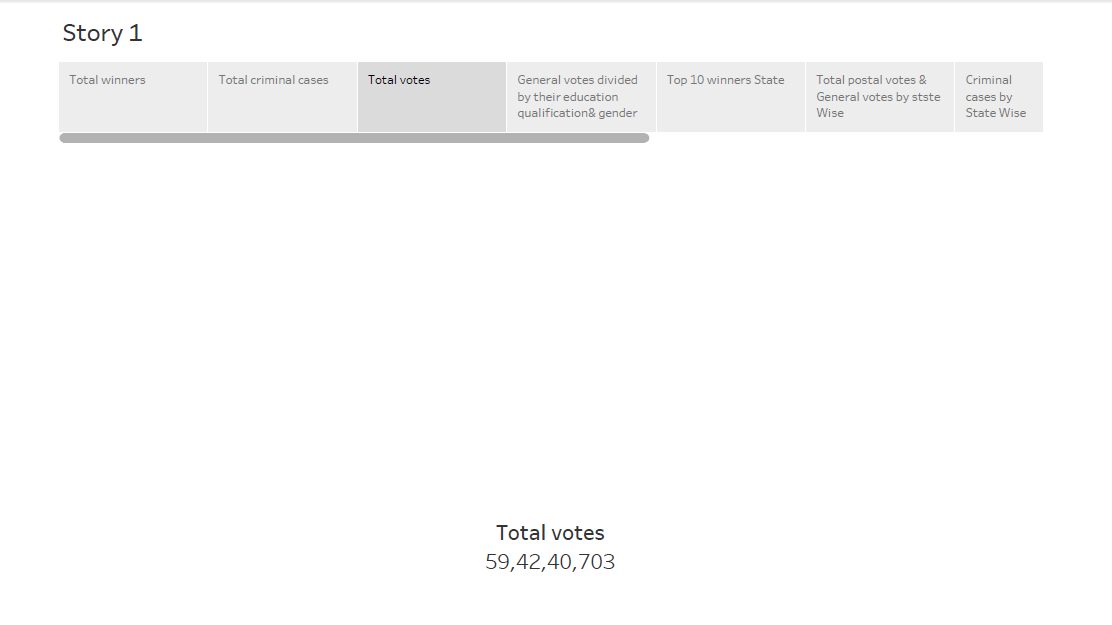 Story 1
Total winners
Total criminal cases
Total votes
General votes divided
by their education
qualification& gender
Top 10 winners State
Total postal votes &
General votes by stste
Wise
Criminal
cases by
State Wise
Total votes
59,42,40,703